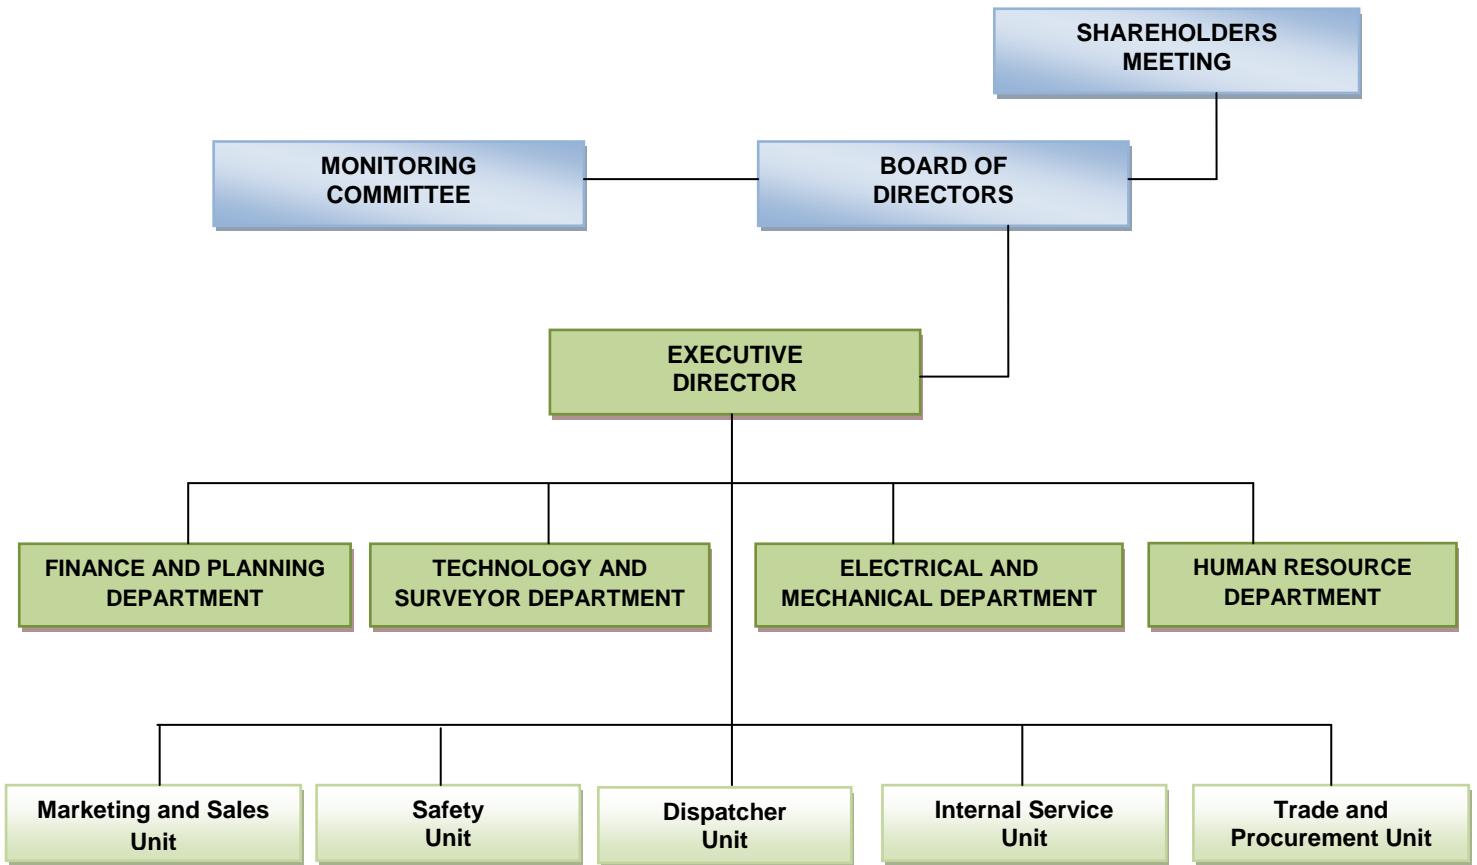 SHAREHOLDERS
MEETING
MONITORING
COMMITTEE
BOARD OF
DIRECTORS
EXECUTIVE
DIRECTOR
FINANCE AND PLANNING
DEPARTMENT
TECHNOLOGY AND
SURVEYOR DEPARTMENT
ELECTRICAL AND
MECHANICAL DEPARTMENT
HUMAN RESOURCE
DEPARTMENT
Marketing and Sales
Unit
Safety
Unit
Dispatcher
Unit
Internal Service
Unit
Trade and
Procurement Unit